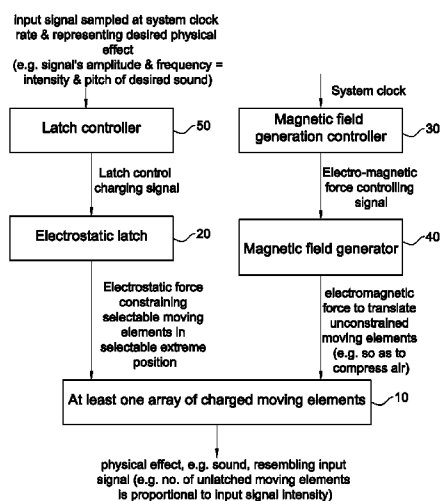 input signal sampled at system clock
rate & representing desired physical
effect
(e.g. signal's amplitude & frequency =
intensity & pitch of desired sound)
System clock
Latch controller
50
Magnetic field
generation controller
30
Latch control
charging signal
Electro-magnetic
force controlling
signal
Electrostatic latch
20
Magnetic field generator
40
Electrostatic force
constraining
selectable moving
elements in
selectable extreme
position
electromagnetic
force to translate
unconstrained
moving elements
(e.g. so as to
compress air)
At least one array of charged moving elements
10
physical effect, e.g. sound, resembling input
signal (e.g. no. of unlatched moving elements
is proportional to input signal intensity)